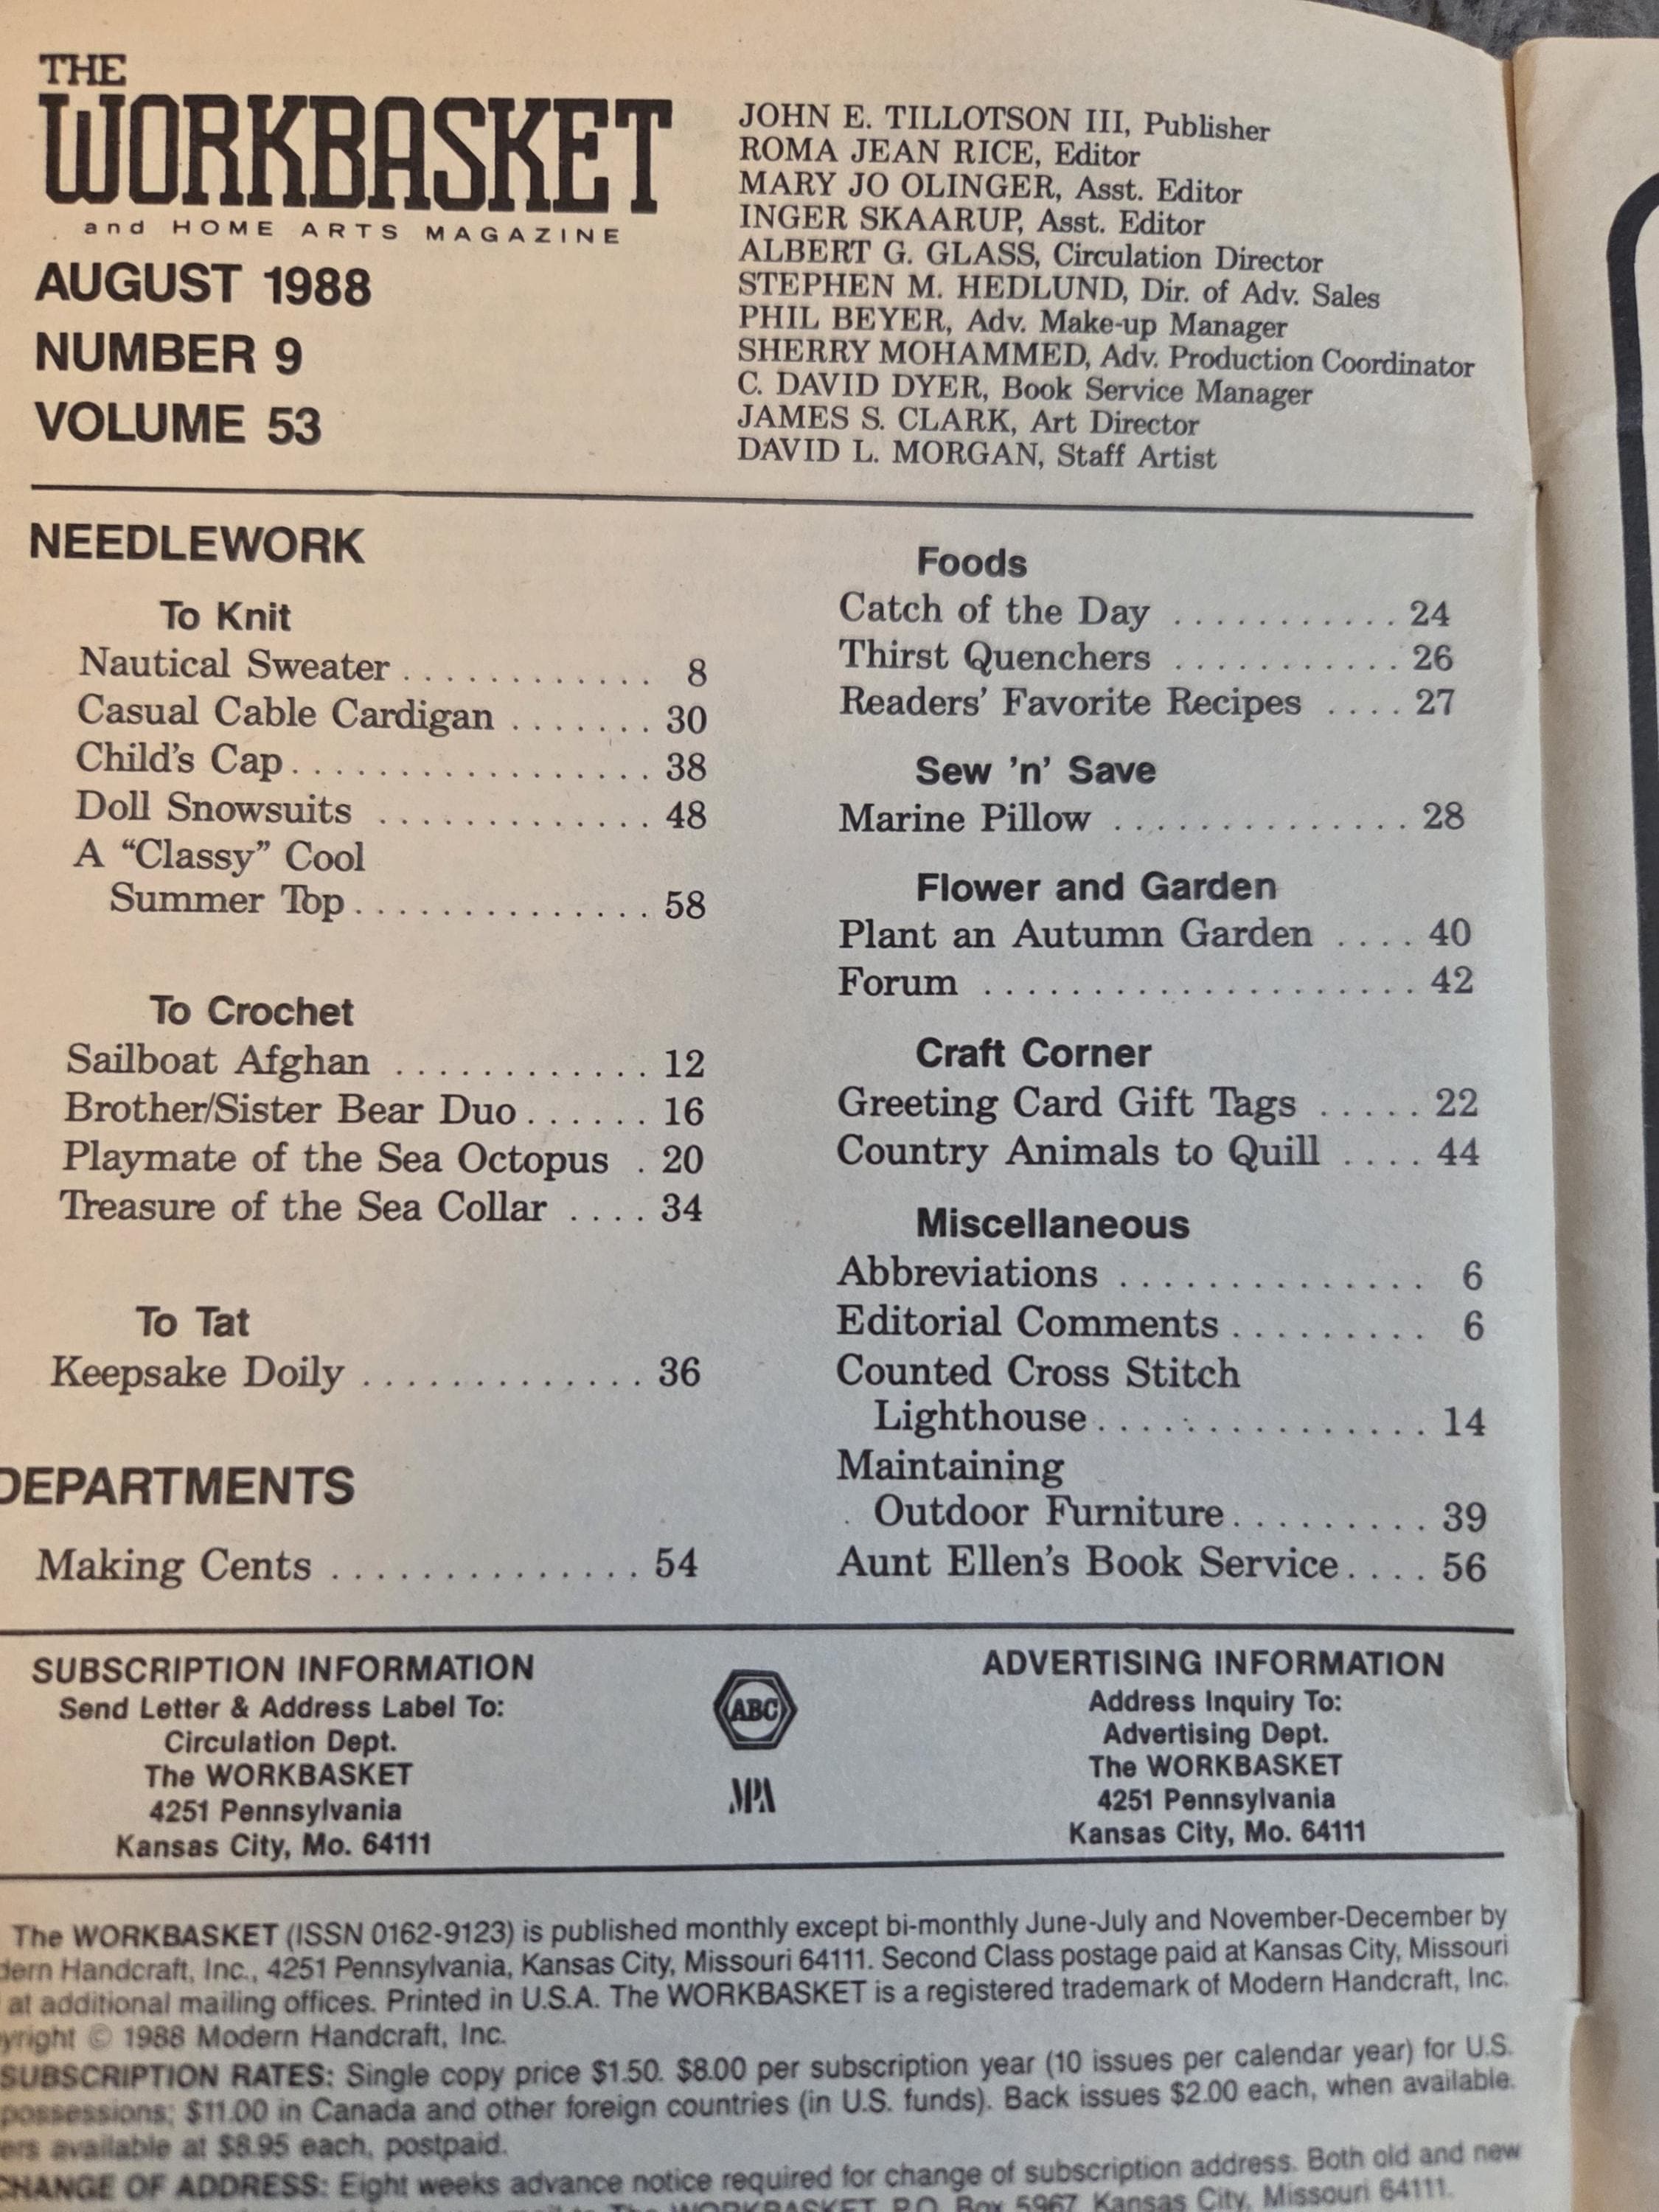 THE
WORKBASKET
and HOME ARTS MAGAZINE
AUGUST 1988
NUMBER 9
VOLUME 53
JOHN E. TILLOTSON III, Publisher
ROMA JEAN RICE, Editor
MARY JO OLINGER, Asst. Editor
INGER SKAARUP, Asst. Editor
ALBERT G. GLASS, Circulation Director
STEPHEN M. HEDLUND, Dir. of Adv. Sales
PHIL BEYER, Adv. Make-up Manager
SHERRY MOHAMMED, Adv. Production Coordinator
C. DAVID DYER, Book Service Manager
JAMES S. CLARK, Art Director
DAVID L. MORGAN, Staff Artist
NEEDLEWORK
To Knit
Nautical Sweater ............ 8
Casual Cable Cardigan ....... 30
Child's Cap ................. 38
Doll Snowsuits ............. 48
A “Classy” Cool
Summer Top .............. 58
To Crochet
Sailboat Afghan ............ 12
Brother/Sister Bear Duo ...... 16
Playmate of the Sea Octopus . 20
Treasure of the Sea Collar .... 34
To Tat
Keepsake Doily ............. 36
DEPARTMENTS
Making Cents .............. 54
Foods
Catch of the Day ........... 24
Thirst Quenchers ........... 26
Readers' Favorite Recipes .... 27
Sew 'n' Save
Marine Pillow .............. 28
Flower and Garden
Plant an Autumn Garden .... 40
Forum .................... 42
Craft Corner
Greeting Card Gift Tags ..... 22
Country Animals to Quill .... 44
Miscellaneous
Abbreviations .............. 6
Editorial Comments ......... 6
Counted Cross Stitch
Lighthouse ................ 14
Maintaining
Outdoor Furniture ......... 39
Aunt Ellen's Book Service .... 56
SUBSCRIPTION INFORMATION
Send Letter & Address Label To:
Circulation Dept.
The WORKBASKET
4251 Pennsylvania
Kansas City, Mo. 64111
ABC
MPA
ADVERTISING INFORMATION
Address Inquiry To:
Advertising Dept.
The WORKBASKET
4251 Pennsylvania
Kansas City, Mo. 64111
The WORKBASKET (ISSN 0162-9123) is published monthly except bi-monthly June-July and November-December by
dern Handcraft, Inc., 4251 Pennsylvania, Kansas City, Missouri 64111. Second Class postage paid at Kansas City, Missouri
at additional mailing offices. Printed in U.S.A. The WORKBASKET is a registered trademark of Modern Handcraft, Inc.
yright © 1988 Modern Handcraft, Inc.
SUBSCRIPTION RATES: Single copy price $1.50. $8.00 per subscription year (10 issues per calendar year) for U.S.
possessions; $11.00 in Canada and other foreign countries (in U.S. funds). Back issues $2.00 each, when available.
ers available at $8.95 each, postpaid.
CHANGE OF ADDRESS: Eight weeks advance notice required for change of subscription address. Both old and new
to The WORKBASKET, P.O. Box 5967, Kansas City, Missouri 64111.